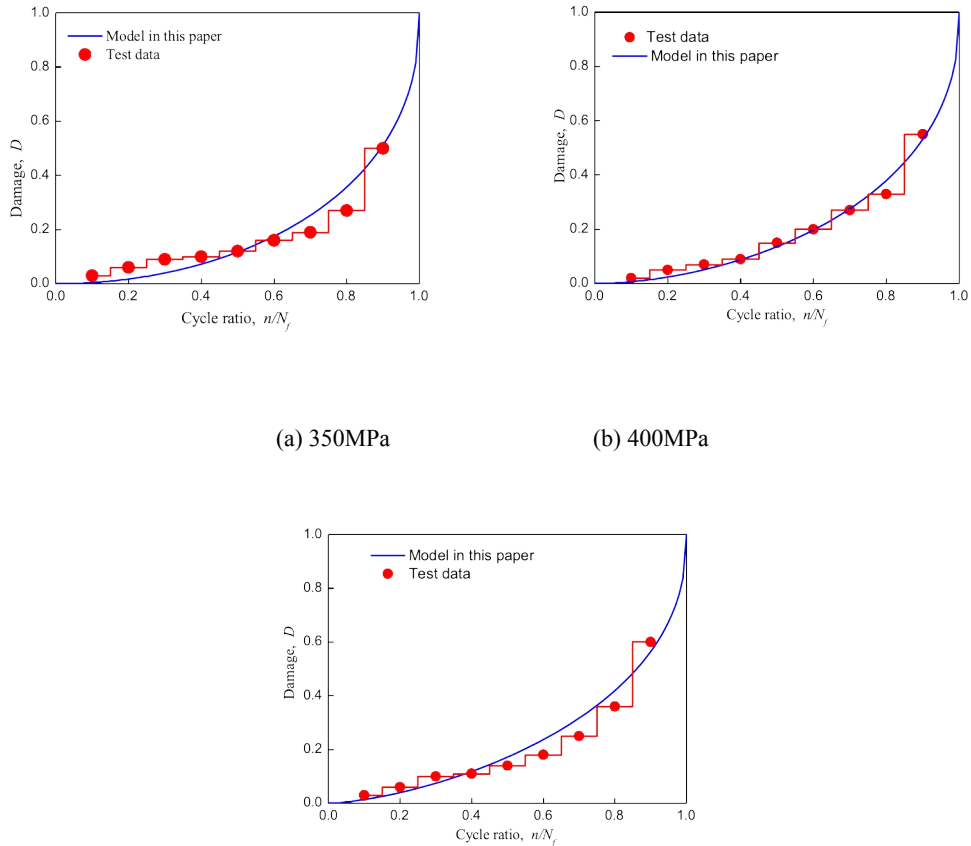 Model in this paper
Test data
1.0
0.8
0.6
0.4
0.2
0.0
Damage, D
0.0 0.2 0.4 0.6 0.8 1.0
Cycle ratio, n/Nf
Test data
Model in this paper
1.0
0.8
0.6
0.4
0.2
0.0
Damage, D
0.0 0.2 0.4 0.6 0.8 1.0
Cycle ratio, n/Nf
(a) 350MPa
(b) 400MPa
Model in this paper
Test data
1.0
0.8
0.6
0.4
0.2
0.0
Damage, D
0.0 0.2 0.4 0.6 0.8 1.0
Cycle ratio, n/Nf